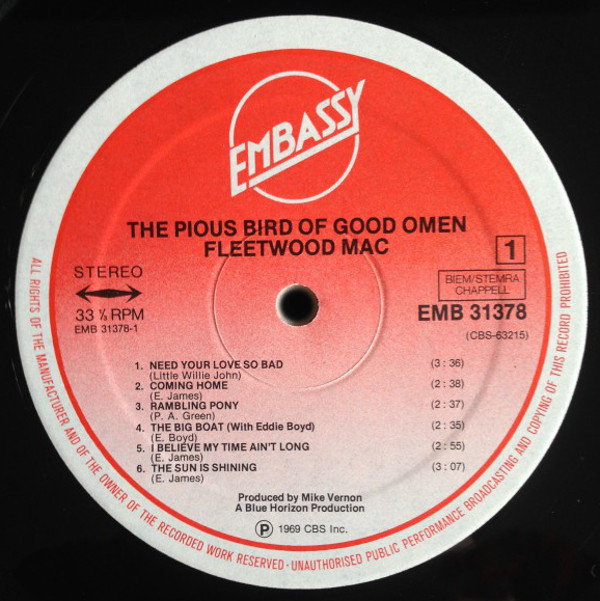 EMBASSY
THE PIOUS BIRD OF GOOD OMEN
FLEETWOOD MAC
1
STEREO
33 ⅓ RPM
EMB 31378-1
BIEM/STEMRA
CHAPPELL
EMB 31378
(CBS-63215)
1. NEED YOUR LOVE SO BAD (3 : 36)
(Little Willie John)
2. COMING HOME (2 : 38)
(E. James)
3. RAMBLING PONY (2 : 37)
(P. A. Green)
4. THE BIG BOAT (With Eddie Boyd) (2 : 35)
(E. Boyd)
5. I BELIEVE MY TIME AIN'T LONG (2 : 55)
(E. James)
6. THE SUN IS SHINING (3 : 07)
(E. James)
Produced by Mike Vernon
A Blue Horizon Production
Ⓟ 1969 CBS Inc.
ALL RIGHTS OF THE MANUFACTURER AND OF THE OWNER OF THE RECORDED WORK RESERVED · UNAUTHORISED PUBLIC PERFORMANCE BROADCASTING AND COPYING OF THIS RECORD PROHIBITED